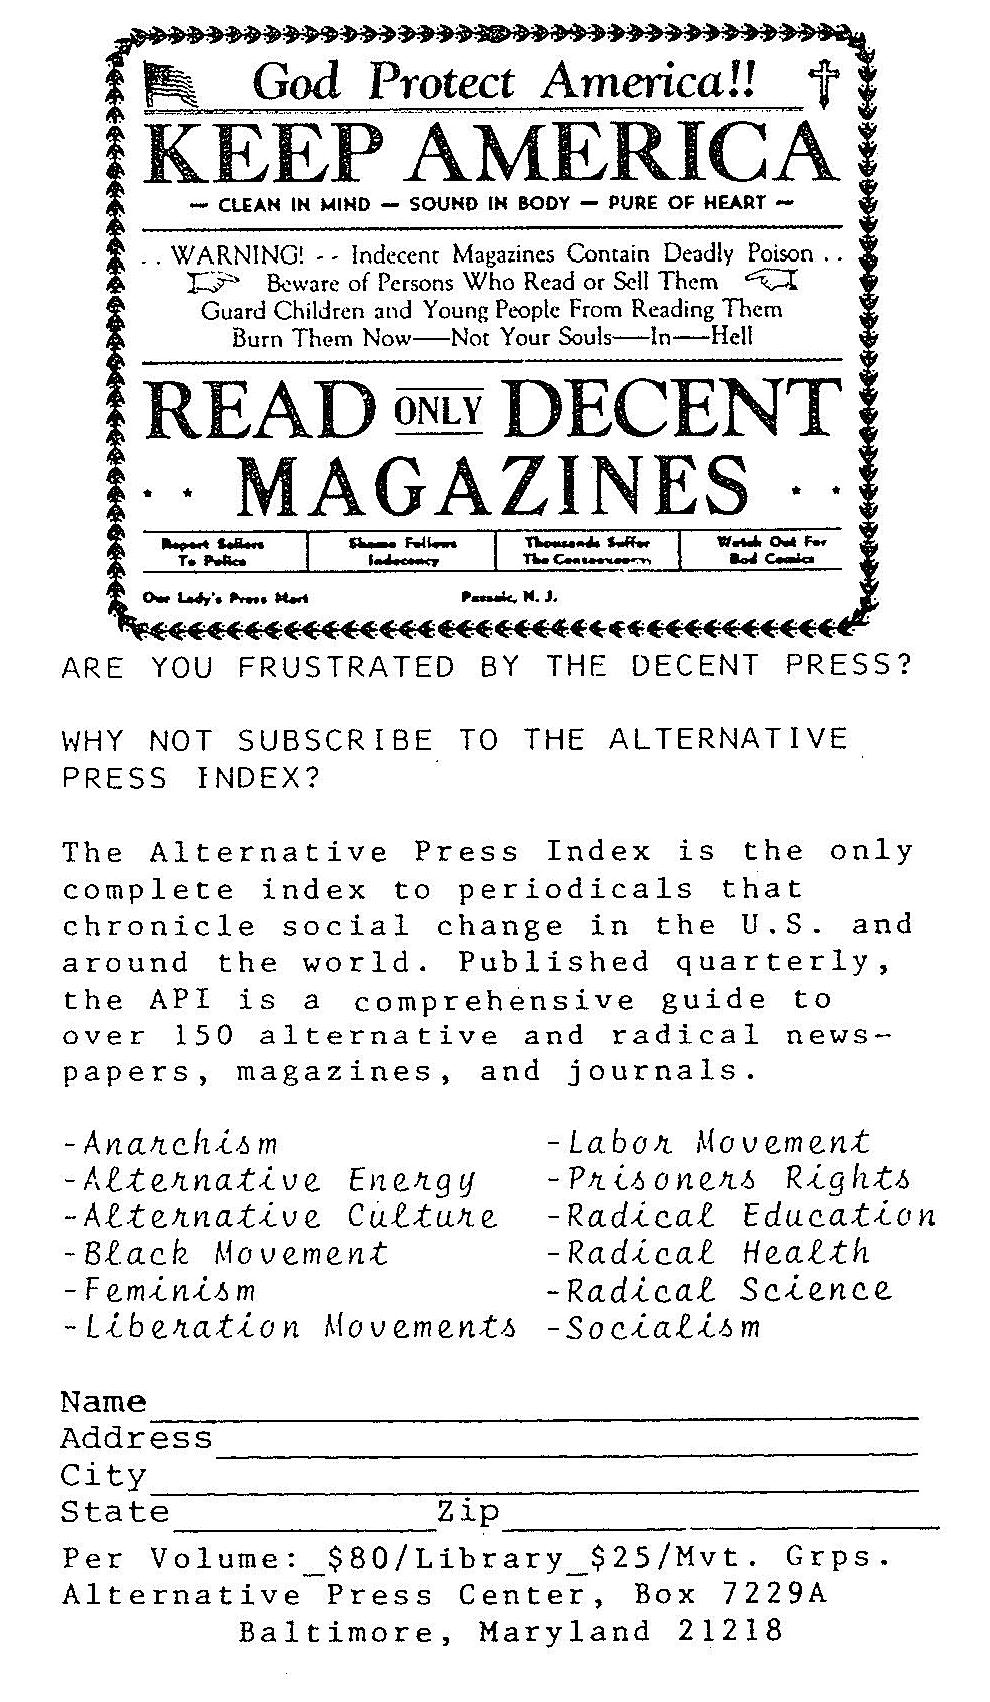 God Protect America!!
KEEP AMERICA
— CLEAN IN MIND — SOUND IN BODY — PURE OF HEART —
. . WARNING! - - Indecent Magazines Contain Deadly Poison . .
Beware of Persons Who Read or Sell Them
Guard Children and Young People From Reading Them
Burn Them Now——Not Your Souls——In——Hell
READ ONLY DECENT
. . MAGAZINES . .
Report Sellers Shame Follows Thousands Suffer Watch Out For
To Police Indecency The Consequences Bad Comics
Our Lady's Press Mart Passaic, N. J.
ARE YOU FRUSTRATED BY THE DECENT PRESS?
WHY NOT SUBSCRIBE TO THE ALTERNATIVE
PRESS INDEX?
The Alternative Press Index is the only
complete index to periodicals that
chronicle social change in the U.S. and
around the world. Published quarterly,
the API is a comprehensive guide to
over 150 alternative and radical news-
papers, magazines, and journals.
-Anarchism -Labor Movement
-Alternative Energy -Prisoners Rights
-Alternative Culture -Radical Education
-Black Movement -Radical Health
-Feminism -Radical Science
-Liberation Movements -Socialism
Name
Address
City
State Zip
Per Volume:_$80/Library_$25/Mvt. Grps.
Alternative Press Center, Box 7229A
Baltimore, Maryland 21218